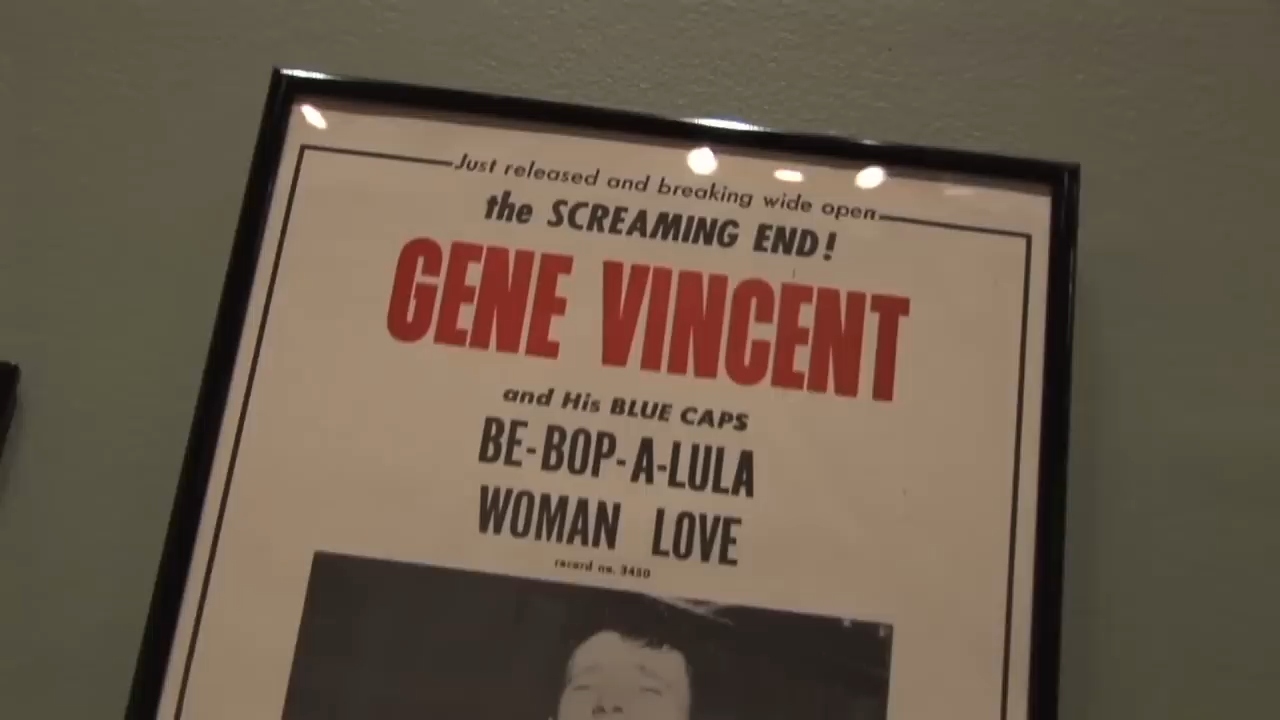 Just released and breaking wide open
the SCREAMING END!
GENE VINCENT
and His BLUE CAPS
BE-BOP-A-LULA
WOMAN LOVE
record no. 3450